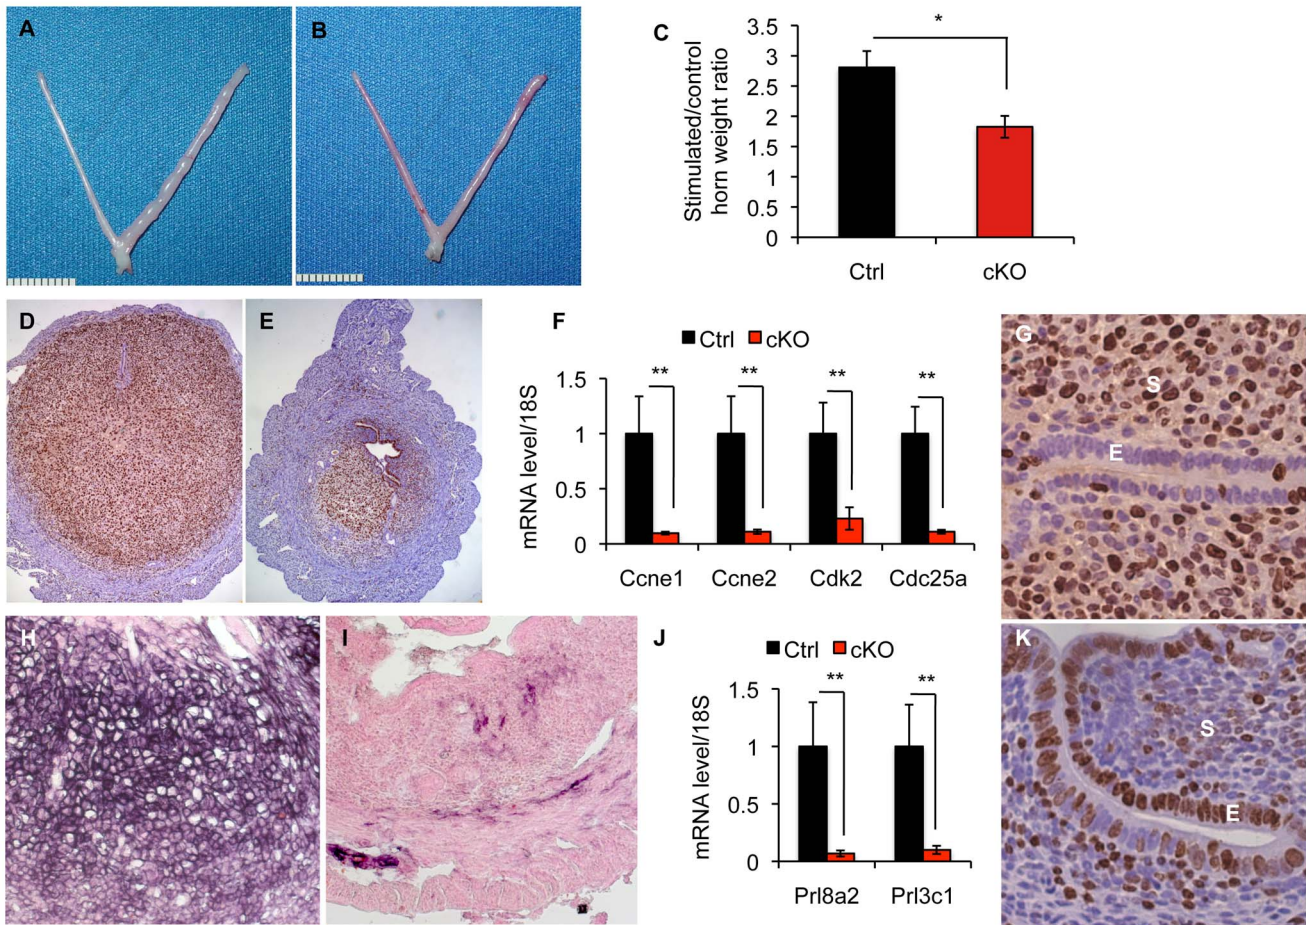 A
B
C
Stimulated/control
horn weight ratio
3.5
3
2.5
2
1.5
1
0.5
0
*
Ctrl
cKO
D
E
F
Ctrl cKO
mRNA level/18S
1.5
1
0.5
0
** ** ** **
Ccne1 Ccne2 Cdk2 Cdc25a
G
S
E
H
I
J
Ctrl cKO
mRNA level/18S
1.5
1
0.5
0
** **
Prl8a2 Prl3c1
K
S
E